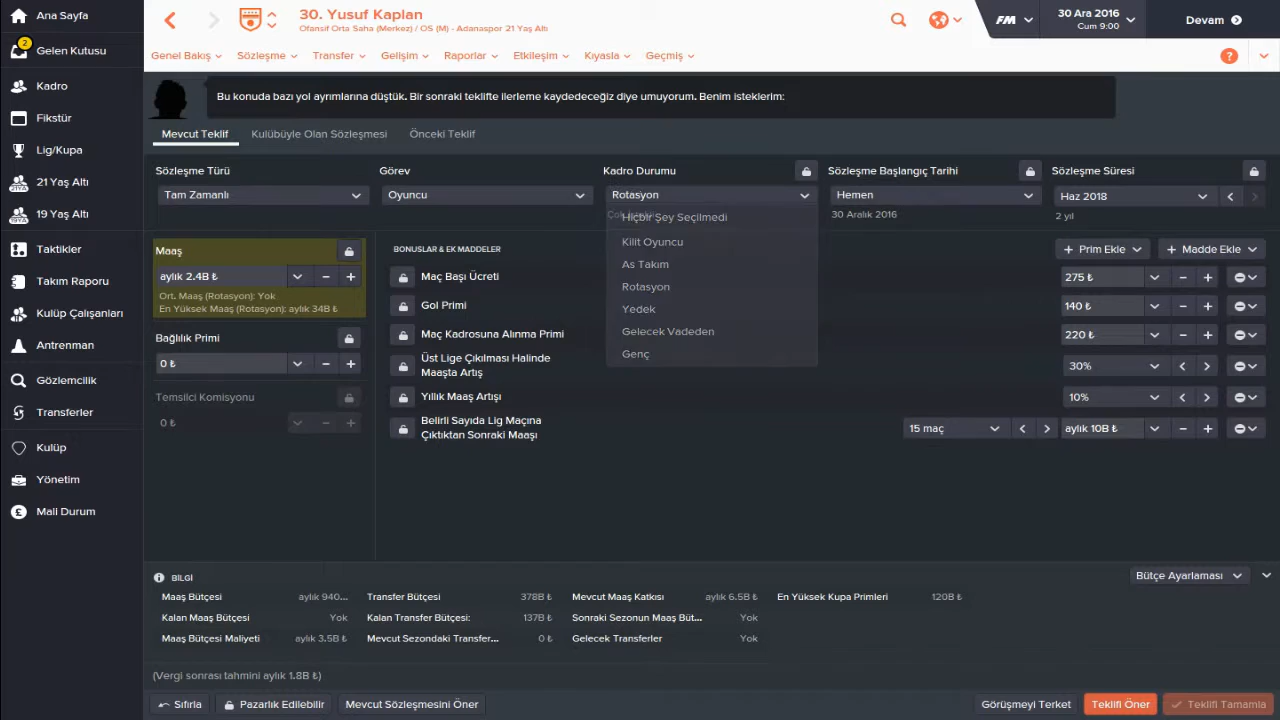 Ana Sayfa
2
Gelen Kutusu
Kadro
Fikstür
Lig/Kupa
21 Yaş Altı
19 Yaş Altı
Taktikler
Takım Raporu
Kulüp Çalışanları
Antrenman
Gözlemcilik
Transferler
Kulüp
Yönetim
Mali Durum
30. Yusuf Kaplan
Ofansif Orta Saha (Merkez) / OS (M) - Adanaspor 21 Yaş Altı
FM
30 Ara 2016
Cum 9:00
Devam
Genel Bakış
Sözleşme
Transfer
Gelişim
Raporlar
Etkileşim
Kıyasla
Geçmiş
?
Bu konuda bazı yol ayrımlarına düştük. Bir sonraki teklifte ilerleme kaydedeceğiz diye umuyorum. Benim isteklerim:
Mevcut Teklif
Kulübüyle Olan Sözleşmesi
Önceki Teklif
Sözleşme Türü
Tam Zamanlı
Görev
Oyuncu
Kadro Durumu
Rotasyon
Hiçbir Şey Seçilmedi
Kilit Oyuncu
As Takım
Rotasyon
Yedek
Gelecek Vadeden
Genç
Sözleşme Başlangıç Tarihi
Hemen
30 Aralık 2016
Sözleşme Süresi
Haz 2018
2 yıl
Maaş
aylık 2.4B ₺
Ort. Maaş (Rotasyon): Yok
En Yüksek Maaş (Rotasyon): aylık 34B ₺
Bağlılık Primi
0 ₺
Temsilci Komisyonu
0 ₺
BONUSLAR & EK MADDELER
+ Prim Ekle
+ Madde Ekle
Maç Başı Ücreti
275 ₺
Gol Primi
140 ₺
Maç Kadrosuna Alınma Primi
220 ₺
Üst Lige Çıkılması Halinde
Maaşta Artış
30%
Yıllık Maaş Artışı
10%
Belirli Sayıda Lig Maçına
Çıktıktan Sonraki Maaşı
15 maç
aylık 10B ₺
BİLGİ
Bütçe Ayarlaması
Maaş Bütçesi aylık 940...
Transfer Bütçesi 378B ₺
Mevcut Maaş Katkısı aylık 6.5B ₺
En Yüksek Kupa Primleri 120B ₺
Kalan Maaş Bütçesi Yok
Kalan Transfer Bütçesi: 137B ₺
Sonraki Sezonun Maaş Büt... Yok
Maaş Bütçesi Maliyeti aylık 3.5B ₺
Mevcut Sezondaki Transfer... 0 ₺
Gelecek Transferler Yok
(Vergi sonrası tahmini aylık 1.8B ₺)
Sıfırla
Pazarlık Edilebilir
Mevcut Sözleşmesini Öner
Görüşmeyi Terket
Teklifi Öner
Teklifi Tamamla